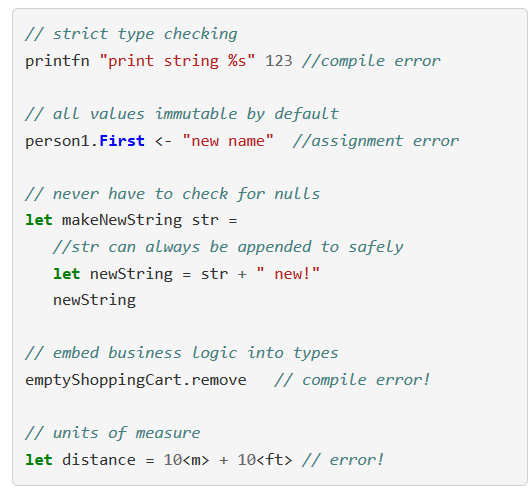 // strict type checking
printfn "print string %s" 123 //compile error
// all values immutable by default
person1.First <- "new name"  //assignment error
// never have to check for nulls
let makeNewString str =
   //str can always be appended to safely
   let newString = str + " new!"
   newString
// embed business logic into types
emptyShoppingCart.remove   // compile error!
// units of measure
let distance = 10<m> + 10<ft> // error!